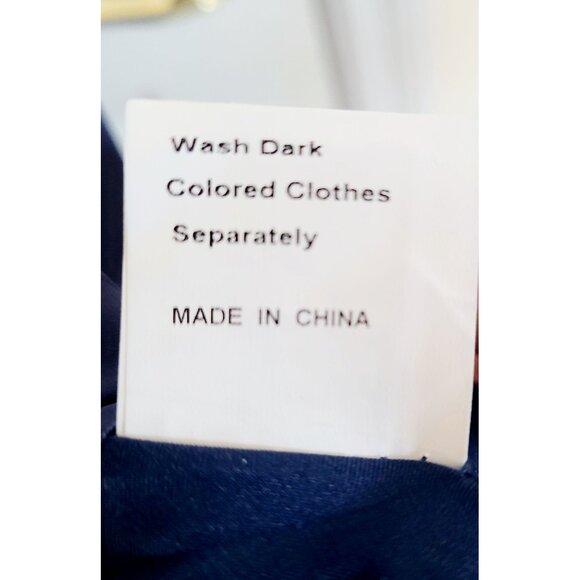 Wash Dark
Colored Clothes
Separately
MADE IN CHINA